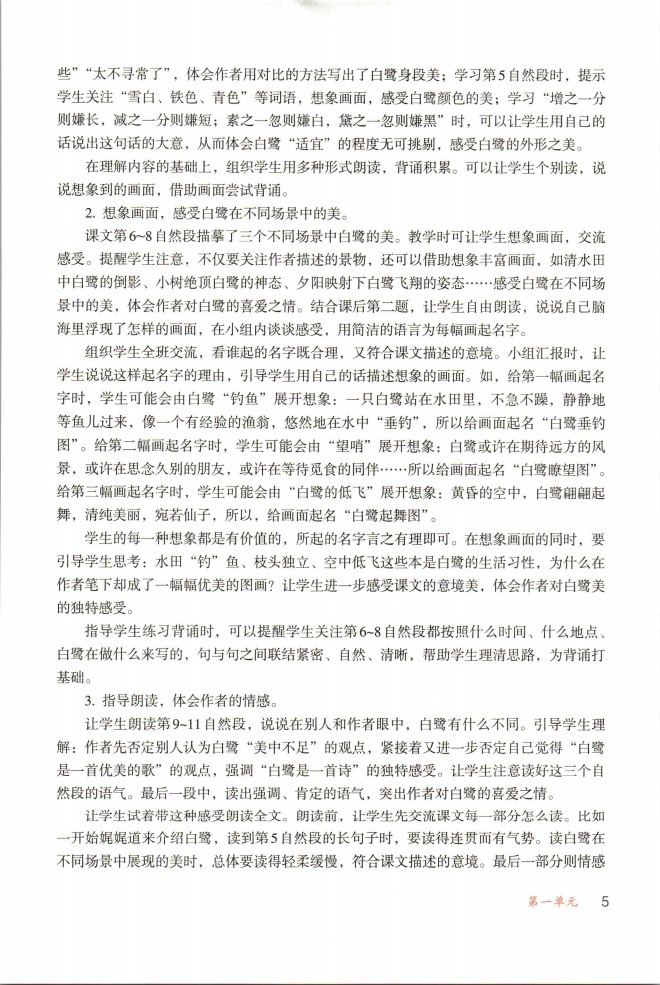 些”“太不寻常了”，体会作者用对比的方法写出了白鹭身段美；学习第5自然段时，提示
学生关注“雪白、铁色、青色”等词语，想象画面，感受白鹭颜色的美；学习“增之一分
则嫌长，减之一分则嫌短；素之一忽则嫌白，黛之一忽则嫌黑”时，可以让学生用自己的
话说出这句话的大意，从而体会白鹭“适宜”的程度无可挑剔，感受白鹭的外形之美。
在理解内容的基础上，组织学生用多种形式朗读，背诵积累。可以让学生个别读，说
说想象到的画面，借助画面尝试背诵。
2. 想象画面，感受白鹭在不同场景中的美。
课文第6~8自然段描摹了三个不同场景中白鹭的美。教学时可让学生想象画面，交流
感受。提醒学生注意，不仅要关注作者描述的景物，还可以借助想象丰富画面，如清水田
中白鹭的倒影、小树绝顶白鹭的神态、夕阳映射下白鹭飞翔的姿态……感受白鹭在不同场
景中的美，体会作者对白鹭的喜爱之情。结合课后第二题，让学生自由朗读，说说自己脑
海里浮现了怎样的画面，在小组内谈谈感受，用简洁的语言为每幅画起名字。
组织学生全班交流，看谁起的名字既合理，又符合课文描述的意境。小组汇报时，让
学生说说这样起名字的理由，引导学生用自己的话描述想象的画面。如，给第一幅画起名
字时，学生可能会由白鹭“钓鱼”展开想象：一只白鹭站在水田里，不急不躁，静静地
等鱼儿过来，像一个有经验的渔翁，悠然地在水中“垂钓”，所以给画面起名“白鹭垂钓
图”。给第二幅画起名字时，学生可能会由“望哨”展开想象：白鹭或许在期待远方的风
景，或许在思念久别的朋友，或许在等待觅食的同伴……所以给画面起名“白鹭瞭望图”。
给第三幅画起名字时，学生可能会由“白鹭的低飞”展开想象：黄昏的空中，白鹭翩翩起
舞，清纯美丽，宛若仙子，所以，给画面起名“白鹭起舞图”。
学生的每一种想象都是有价值的，所起的名字言之有理即可。在想象画面的同时，要
引导学生思考：水田“钓”鱼、枝头独立、空中低飞这些本是白鹭的生活习性，为什么在
作者笔下却成了一幅幅优美的图画？让学生进一步感受课文的意境美，体会作者对白鹭美
的独特感受。
指导学生练习背诵时，可以提醒学生关注第6~8自然段都按照什么时间、什么地点、
白鹭在做什么来写的，句与句之间联结紧密、自然、清晰，帮助学生理清思路，为背诵打
基础。
3. 指导朗读，体会作者的情感。
让学生朗读第9~11自然段，说说在别人和作者眼中，白鹭有什么不同。引导学生理
解：作者先否定别人认为白鹭“美中不足”的观点，紧接着又进一步否定自己觉得“白鹭
是一首优美的歌”的观点，强调“白鹭是一首诗”的独特感受。让学生注意读好这三个自
然段的语气。最后一段中，读出强调、肯定的语气，突出作者对白鹭的喜爱之情。
让学生试着带这种感受朗读全文。朗读前，让学生先交流课文每一部分怎么读。比如
一开始娓娓道来介绍白鹭，读到第5自然段的长句子时，要读得连贯而有气势。读白鹭在
不同场景中展现的美时，总体要读得轻柔缓慢，符合课文描述的意境。最后一部分则情感
第一单元 5